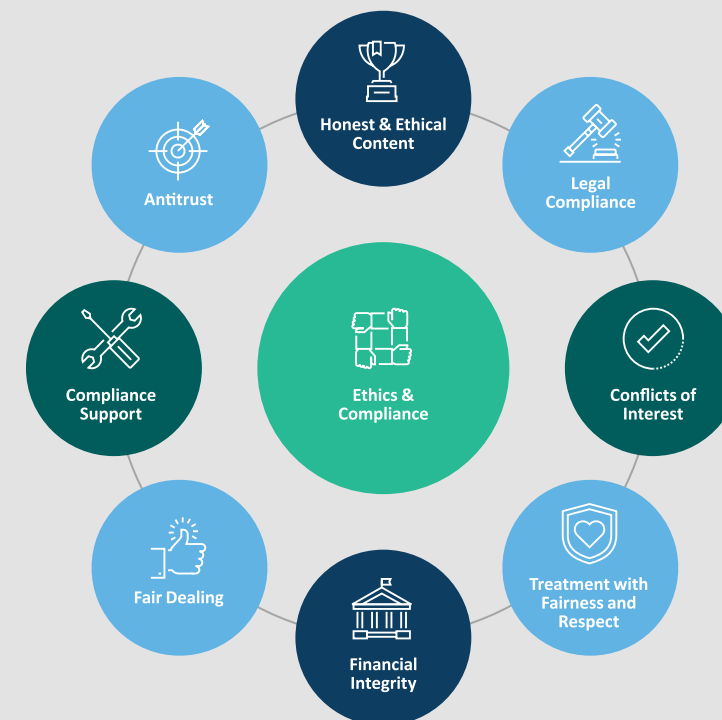 Honest & Ethical
Content
Legal
Compliance
Antitrust
Conflicts of
Interest
Ethics &
Compliance
Compliance
Support
Treatment with
Fairness and
Respect
Fair Dealing
Financial
Integrity